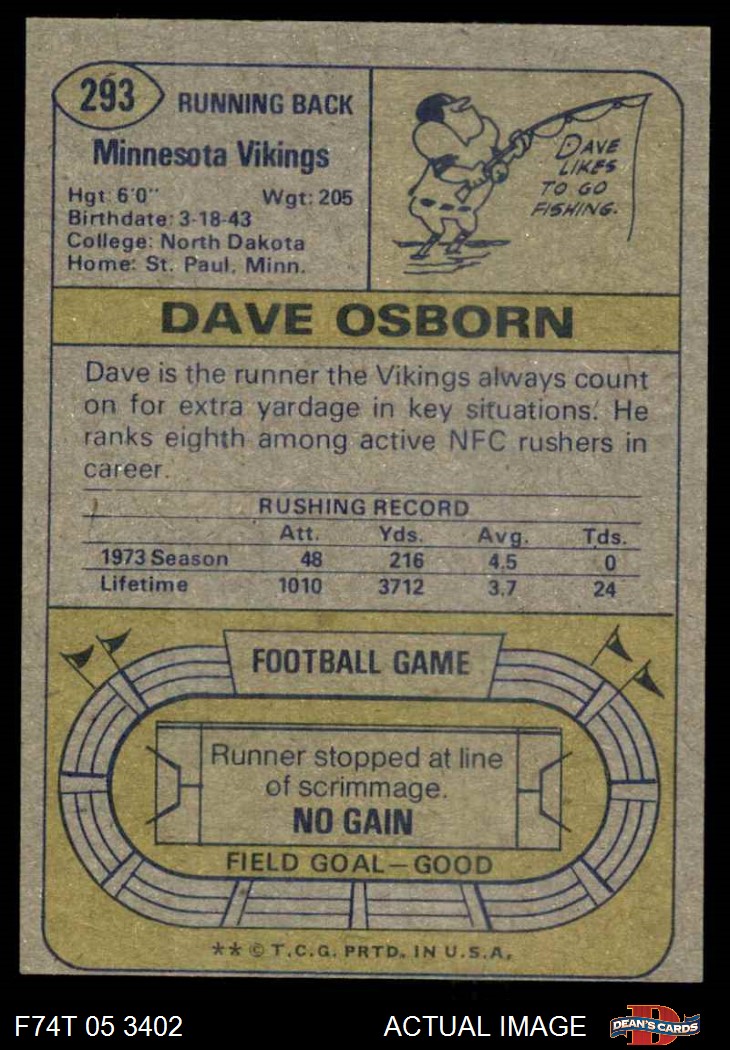 293
RUNNING BACK
Minnesota Vikings
Hgt: 6'0" Wgt: 205
Birthdate: 3-18-43
College: North Dakota
Home: St. Paul, Minn.
DAVE
LIKES
TO GO
FISHING.
DAVE OSBORN
Dave is the runner the Vikings always count
on for extra yardage in key situations. He
ranks eighth among active NFC rushers in
career.
RUSHING RECORD
Att. Yds. Avg. Tds.
1973 Season 48 216 4.5 0
Lifetime 1010 3712 3.7 24
FOOTBALL GAME
Runner stopped at line
of scrimmage.
NO GAIN
FIELD GOAL—GOOD
** © T.C.G. PRTD. IN U.S.A.
F74T 05 3402 ACTUAL IMAGE
D
DEAN'S CARDS